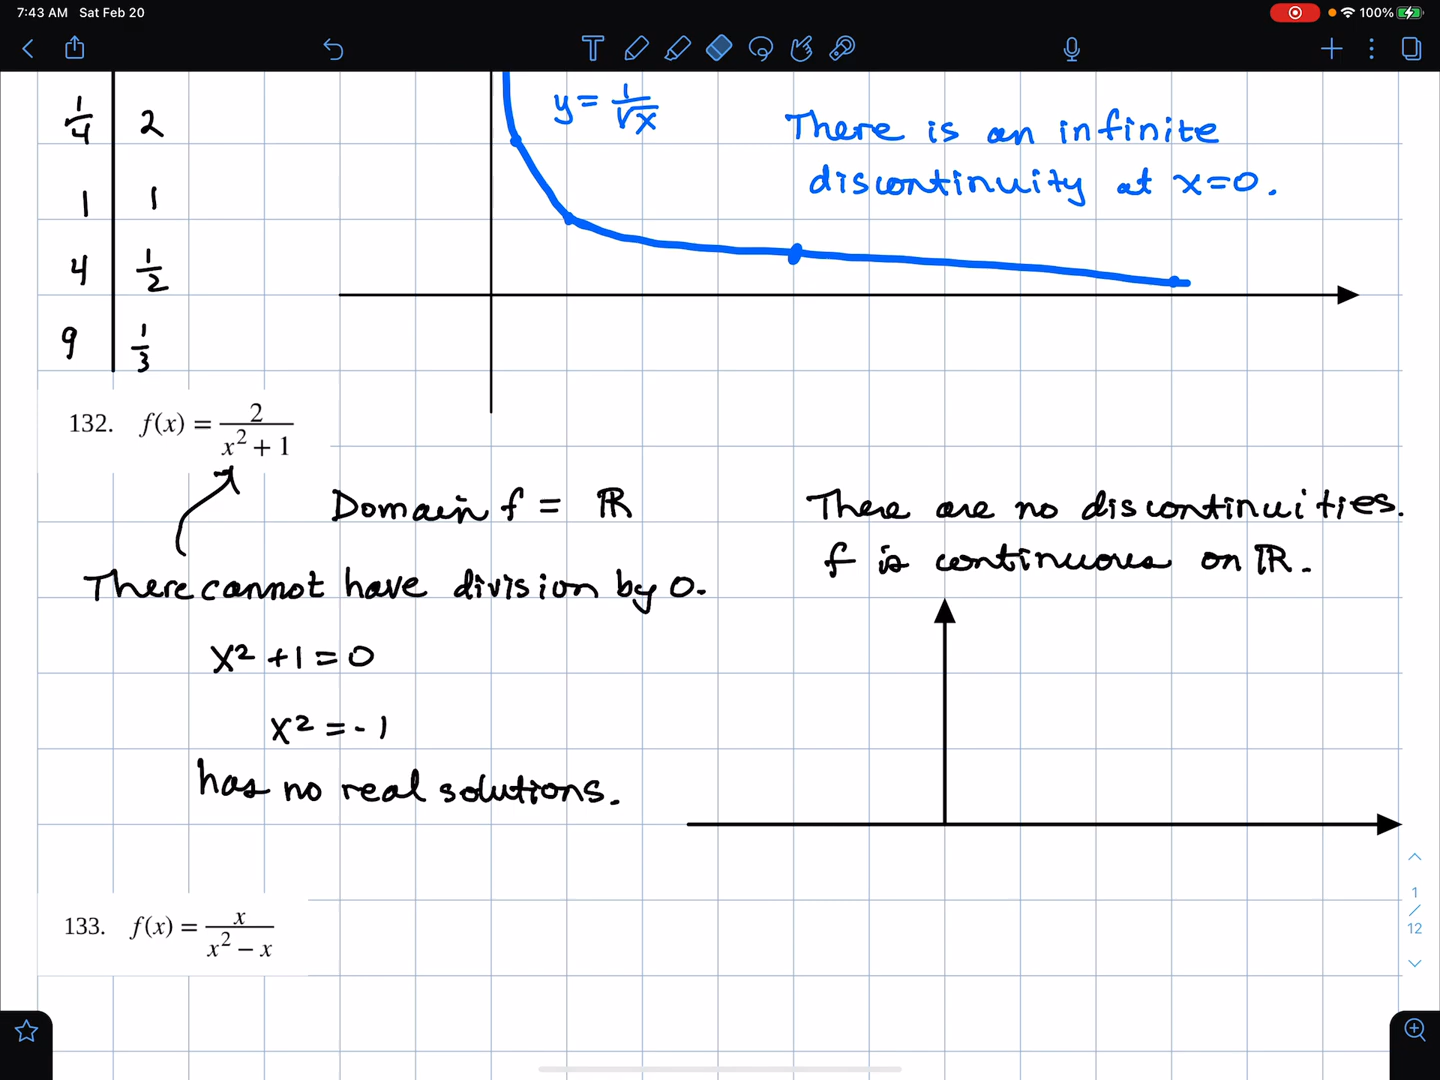 7:43 AM Sat Feb 20
100%
1/4 2
y = 1/√x
There is an infinite
discontinuity at x=0.
1 1
4 1/2
9 1/3
132. f(x) = 2/(x² + 1)
Domain f = ℝ
There are no discontinuities.
f is continuous on ℝ.
There cannot have division by 0.
x² + 1 = 0
x² = -1
has no real solutions.
133. f(x) = x/(x² − x)
1
/
12